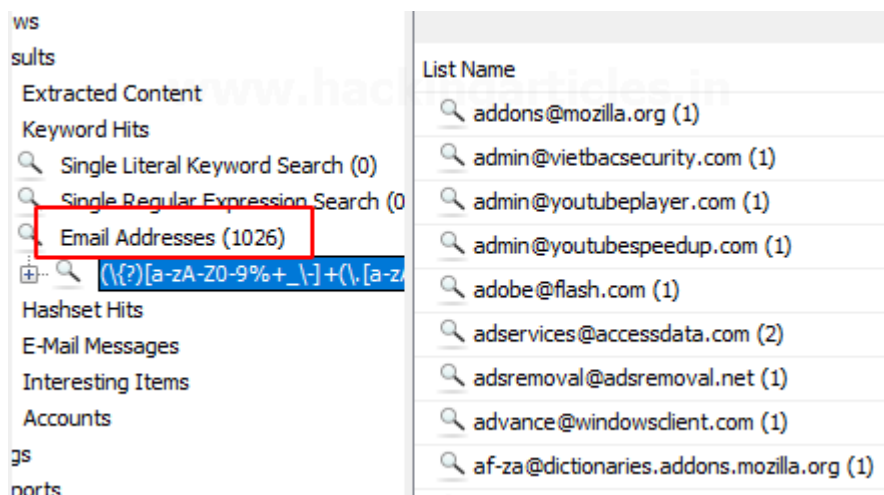 ws
sults
Extracted Content
Keyword Hits
Single Literal Keyword Search (0)
Single Regular Expression Search (0
Email Addresses (1026)
(\{?)[a-zA-Z0-9%+_\-]+(\.[a-zA
Hashset Hits
E-Mail Messages
Interesting Items
Accounts
gs
ports
www.hackingarticles.in
List Name
addons@mozilla.org (1)
admin@vietbacsecurity.com (1)
admin@youtubeplayer.com (1)
admin@youtubespeedup.com (1)
adobe@flash.com (1)
adservices@accessdata.com (2)
adsremoval@adsremoval.net (1)
advance@windowsclient.com (1)
af-za@dictionaries.addons.mozilla.org (1)